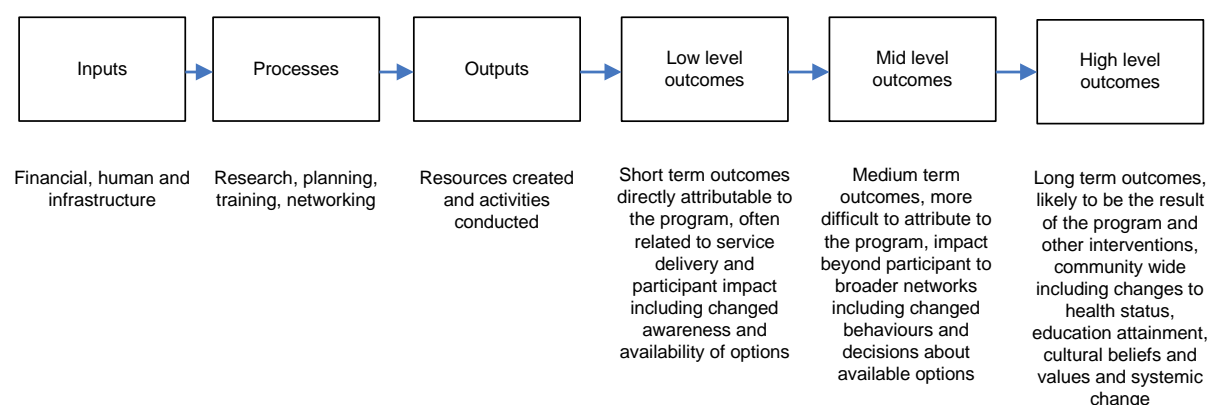 Inputs
Processes
Outputs
Low level
outcomes
Mid level
outcomes
High level
outcomes
Financial, human and
infrastructure
Research, planning,
training, networking
Resources created
and activities
conducted
Short term outcomes
directly attributable to
the program, often
related to service
delivery and
participant impact
including changed
awareness and
availability of options
Medium term
outcomes, more
difficult to attribute to
the program, impact
beyond participant to
broader networks
including changed
behaviours and
decisions about
available options
Long term outcomes,
likely to be the result
of the program and
other interventions,
community wide
including changes to
health status,
education attainment,
cultural beliefs and
values and systemic
change